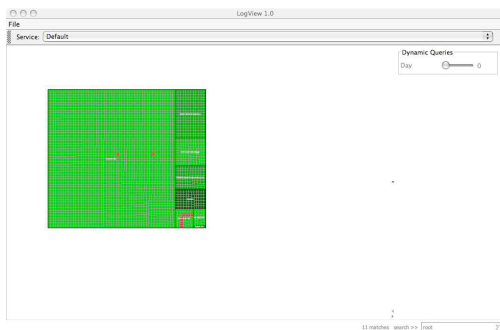 LogView 1.0
File
Service: Default
Dynamic Queries
Day 0
11 matches search >> root